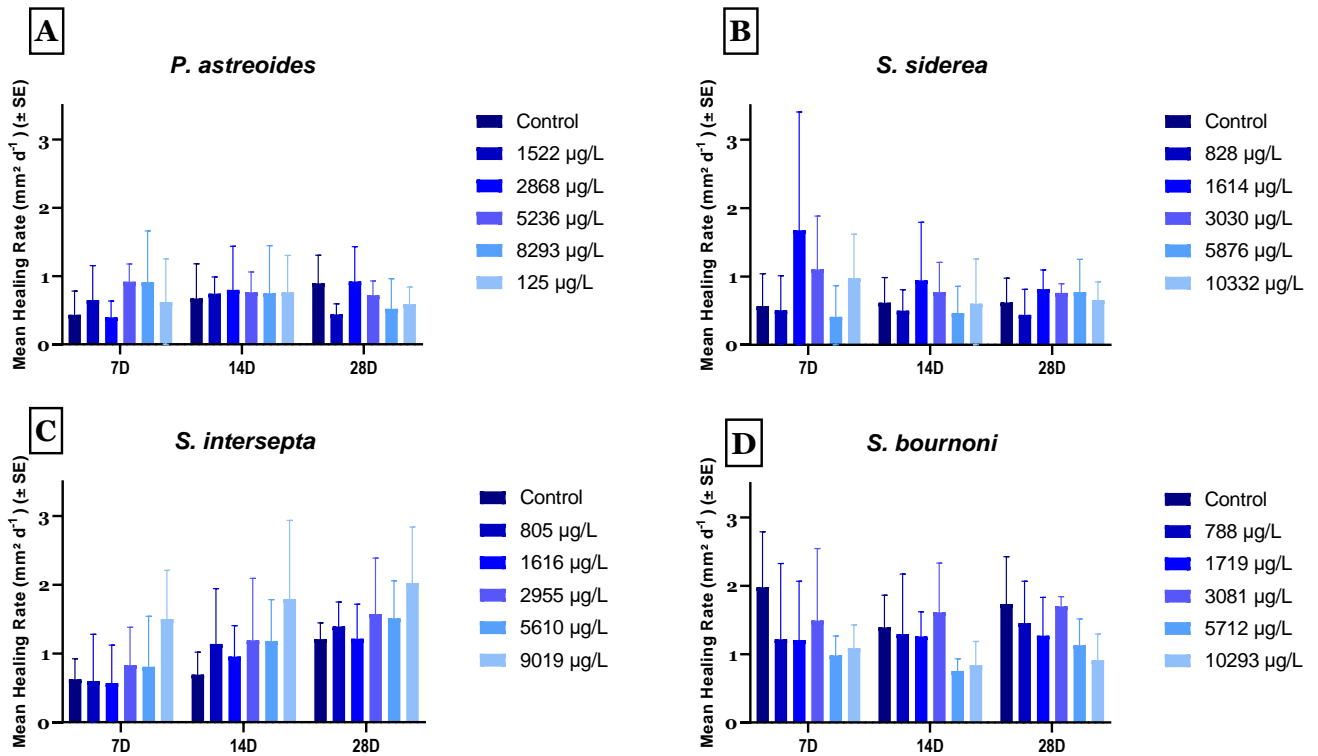 A
P. astreoides
Mean Healing Rate (mm² d⁻¹) (± SE)
3
2
1
0
7D 14D 28D
Control
1522 µg/L
2868 µg/L
5236 µg/L
8293 µg/L
125 µg/L
B
S. siderea
Mean Healing Rate (mm² d⁻¹) (± SE)
3
2
1
0
7D 14D 28D
Control
828 µg/L
1614 µg/L
3030 µg/L
5876 µg/L
10332 µg/L
C
S. intersepta
Mean Healing Rate (mm² d⁻¹) (± SE)
3
2
1
0
7D 14D 28D
Control
805 µg/L
1616 µg/L
2955 µg/L
5610 µg/L
9019 µg/L
D
S. bournoni
Mean Healing Rate (mm² d⁻¹) (± SE)
3
2
1
0
7D 14D 28D
Control
788 µg/L
1719 µg/L
3081 µg/L
5712 µg/L
10293 µg/L